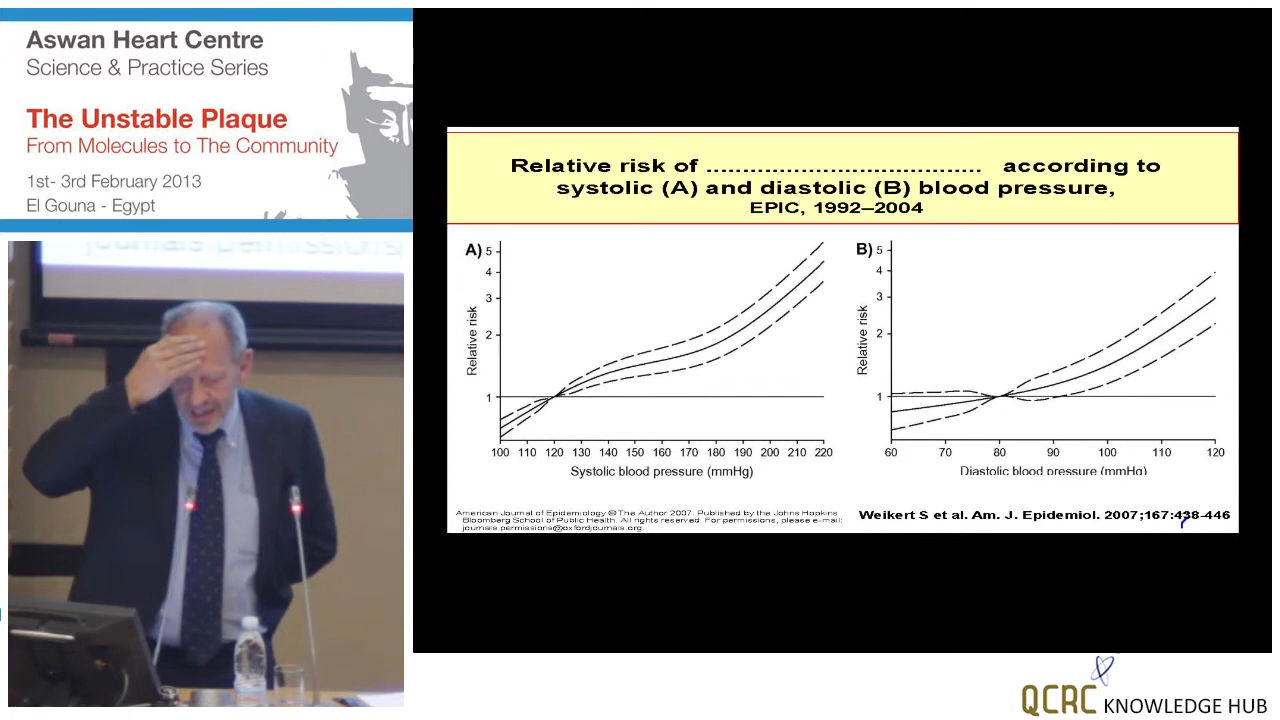 Aswan Heart Centre
Science & Practice Series
The Unstable Plaque
From Molecules to The Community
1st- 3rd February 2013
El Gouna - Egypt
journals permissions
Relative risk of ...................................... according to
systolic (A) and diastolic (B) blood pressure,
EPIC, 1992–2004
A)
5
4
3
2
1
Relative risk
100 110 120 130 140 150 160 170 180 190 200 210 220
Systolic blood pressure (mmHg)
B)
5
4
3
2
1
Relative risk
60 70 80 90 100 110 120
Diastolic blood pressure (mmHg)
American Journal of Epidemiology © The Author 2007. Published by the Johns Hopkins
Bloomberg School of Public Health. All rights reserved. For permissions, please e-mail:
journals.permissions@oxfordjournals.org.
Weikert S et al. Am. J. Epidemiol. 2007;167:438-446
QCRC KNOWLEDGE HUB